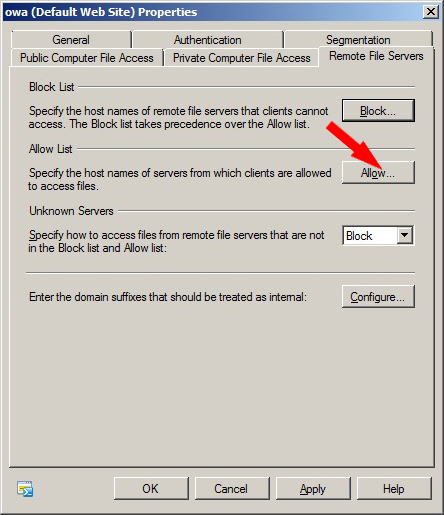 owa (Default Web Site) Properties
General Authentication Segmentation
Public Computer File Access Private Computer File Access Remote File Servers
Block List
Specify the host names of remote file servers that clients cannot
access. The Block list takes precedence over the Allow list.
Block...
Allow List
Specify the host names of servers from which clients are allowed
to access files.
Allow...
Unknown Servers
Specify how to access files from remote file servers that are not
in the Block list and Allow list:
Block
Enter the domain suffixes that should be treated as internal:
Configure...
OK Cancel Apply Help